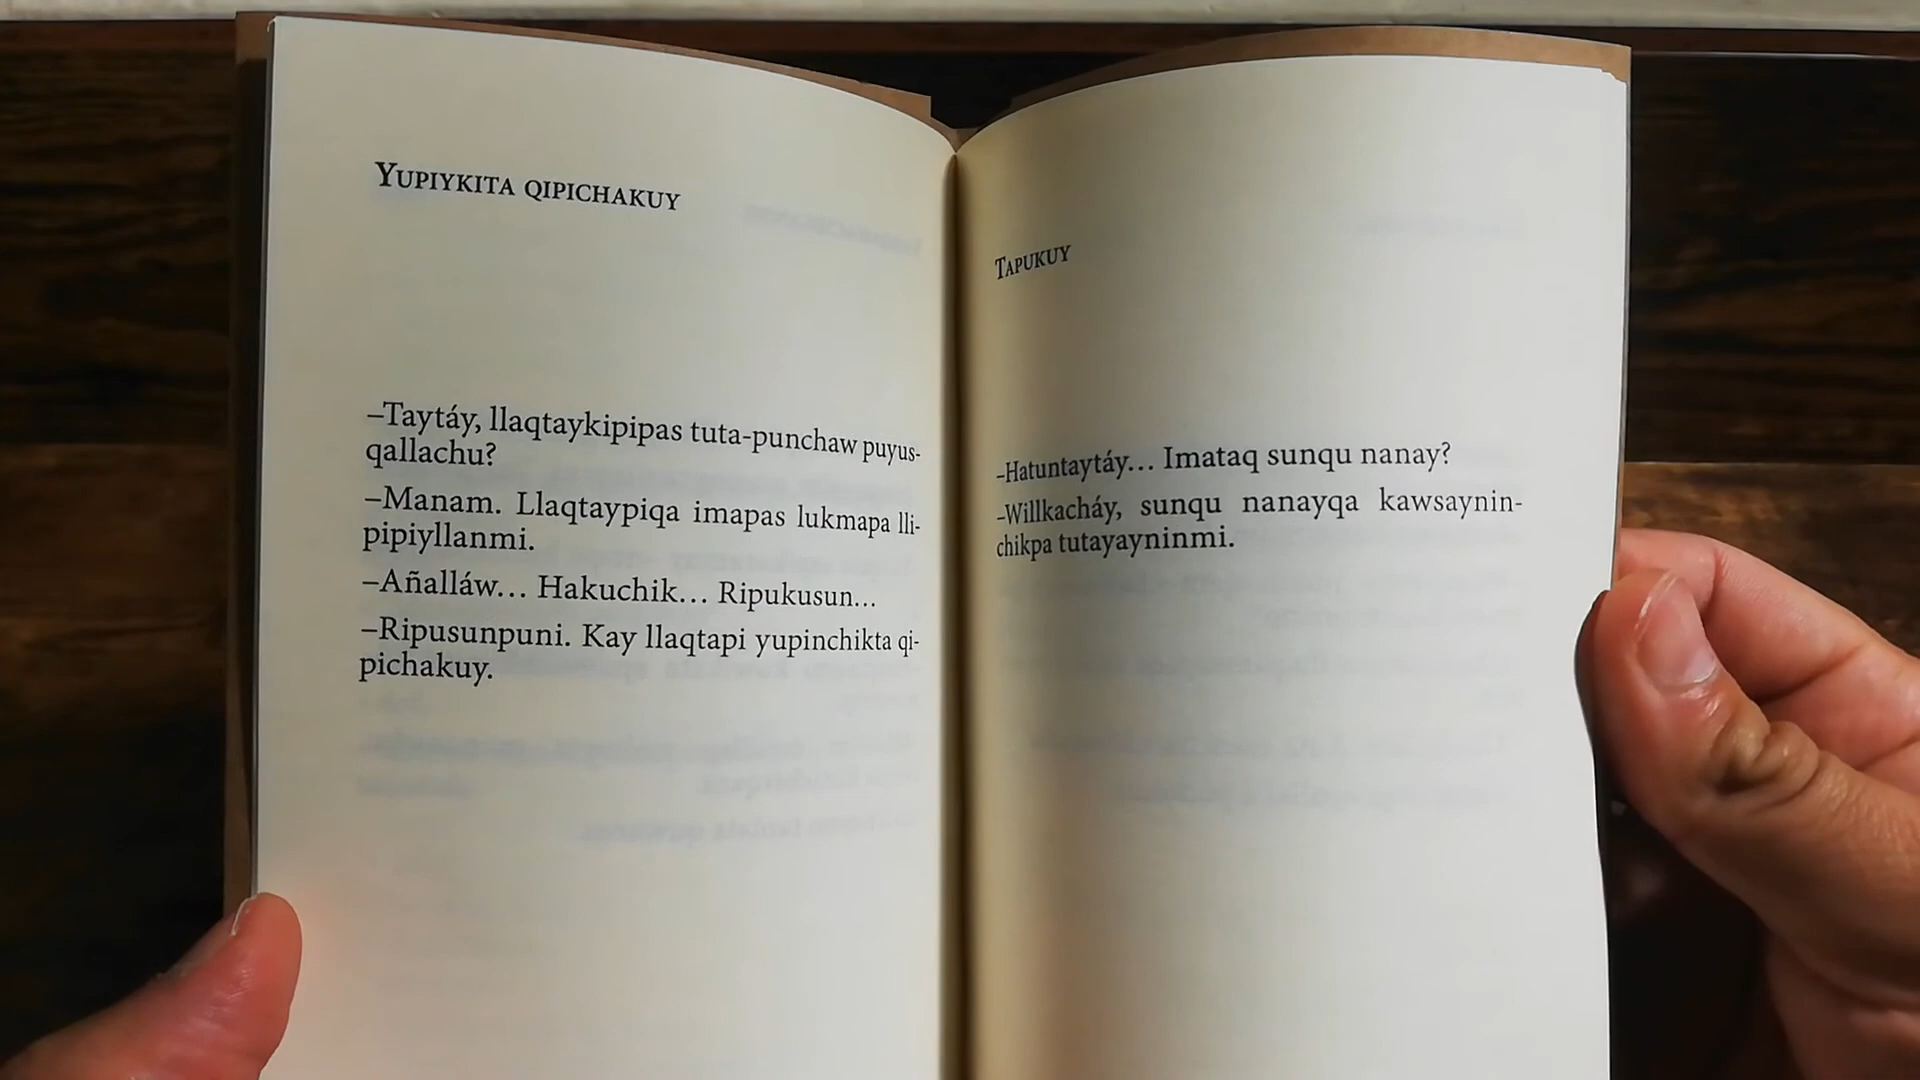 Yupiykita qipichakuy
–Taytáy, llaqtaykipipas tuta-punchaw puyus-
qallachu?
–Manam. Llaqtaypiqa imapas lukmapa lli-
pipiyllanmi.
–Añalláw... Hakuchik... Ripukusun...
–Ripusunpuni. Kay llaqtapi yupinchikta qi-
pichakuy.
Tapukuy
–Hatuntaytáy... Imataq sunqu nanay?
–Willkacháy, sunqu nanayqa kawsaynin-
chikpa tutayayninmi.